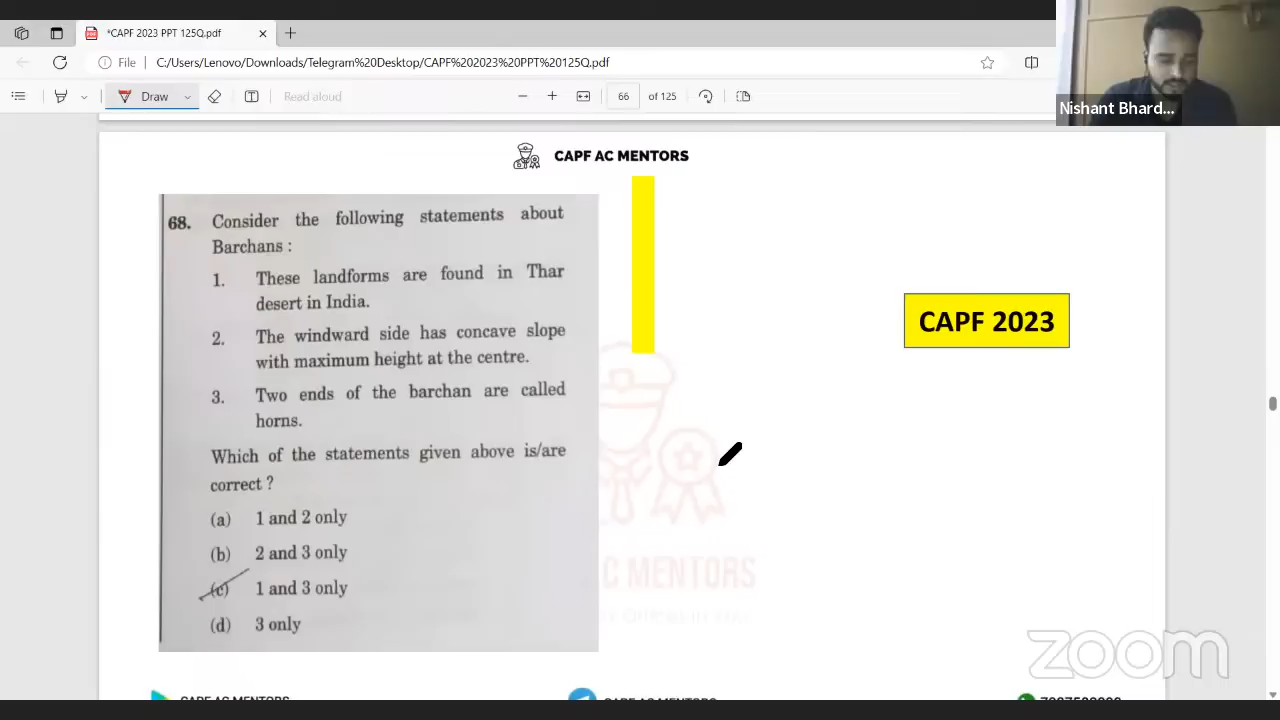 *CAPF 2023 PPT 125Q.pdf
File C:/Users/Lenovo/Downloads/Telegram%20Desktop/CAPF%202023%20PPT%20125Q.pdf
Draw Read aloud 66 of 125
Nishant Bhard...
CAPF AC MENTORS
68. Consider the following statements about
Barchans :
1. These landforms are found in Thar
desert in India.
2. The windward side has concave slope
with maximum height at the centre.
3. Two ends of the barchan are called
horns.
Which of the statements given above is/are
correct ?
(a) 1 and 2 only
(b) 2 and 3 only
(c) 1 and 3 only
(d) 3 only
CAPF 2023
C MENTORS
zoom
CAPF AC MENTORS
CAPF AC MENTORS